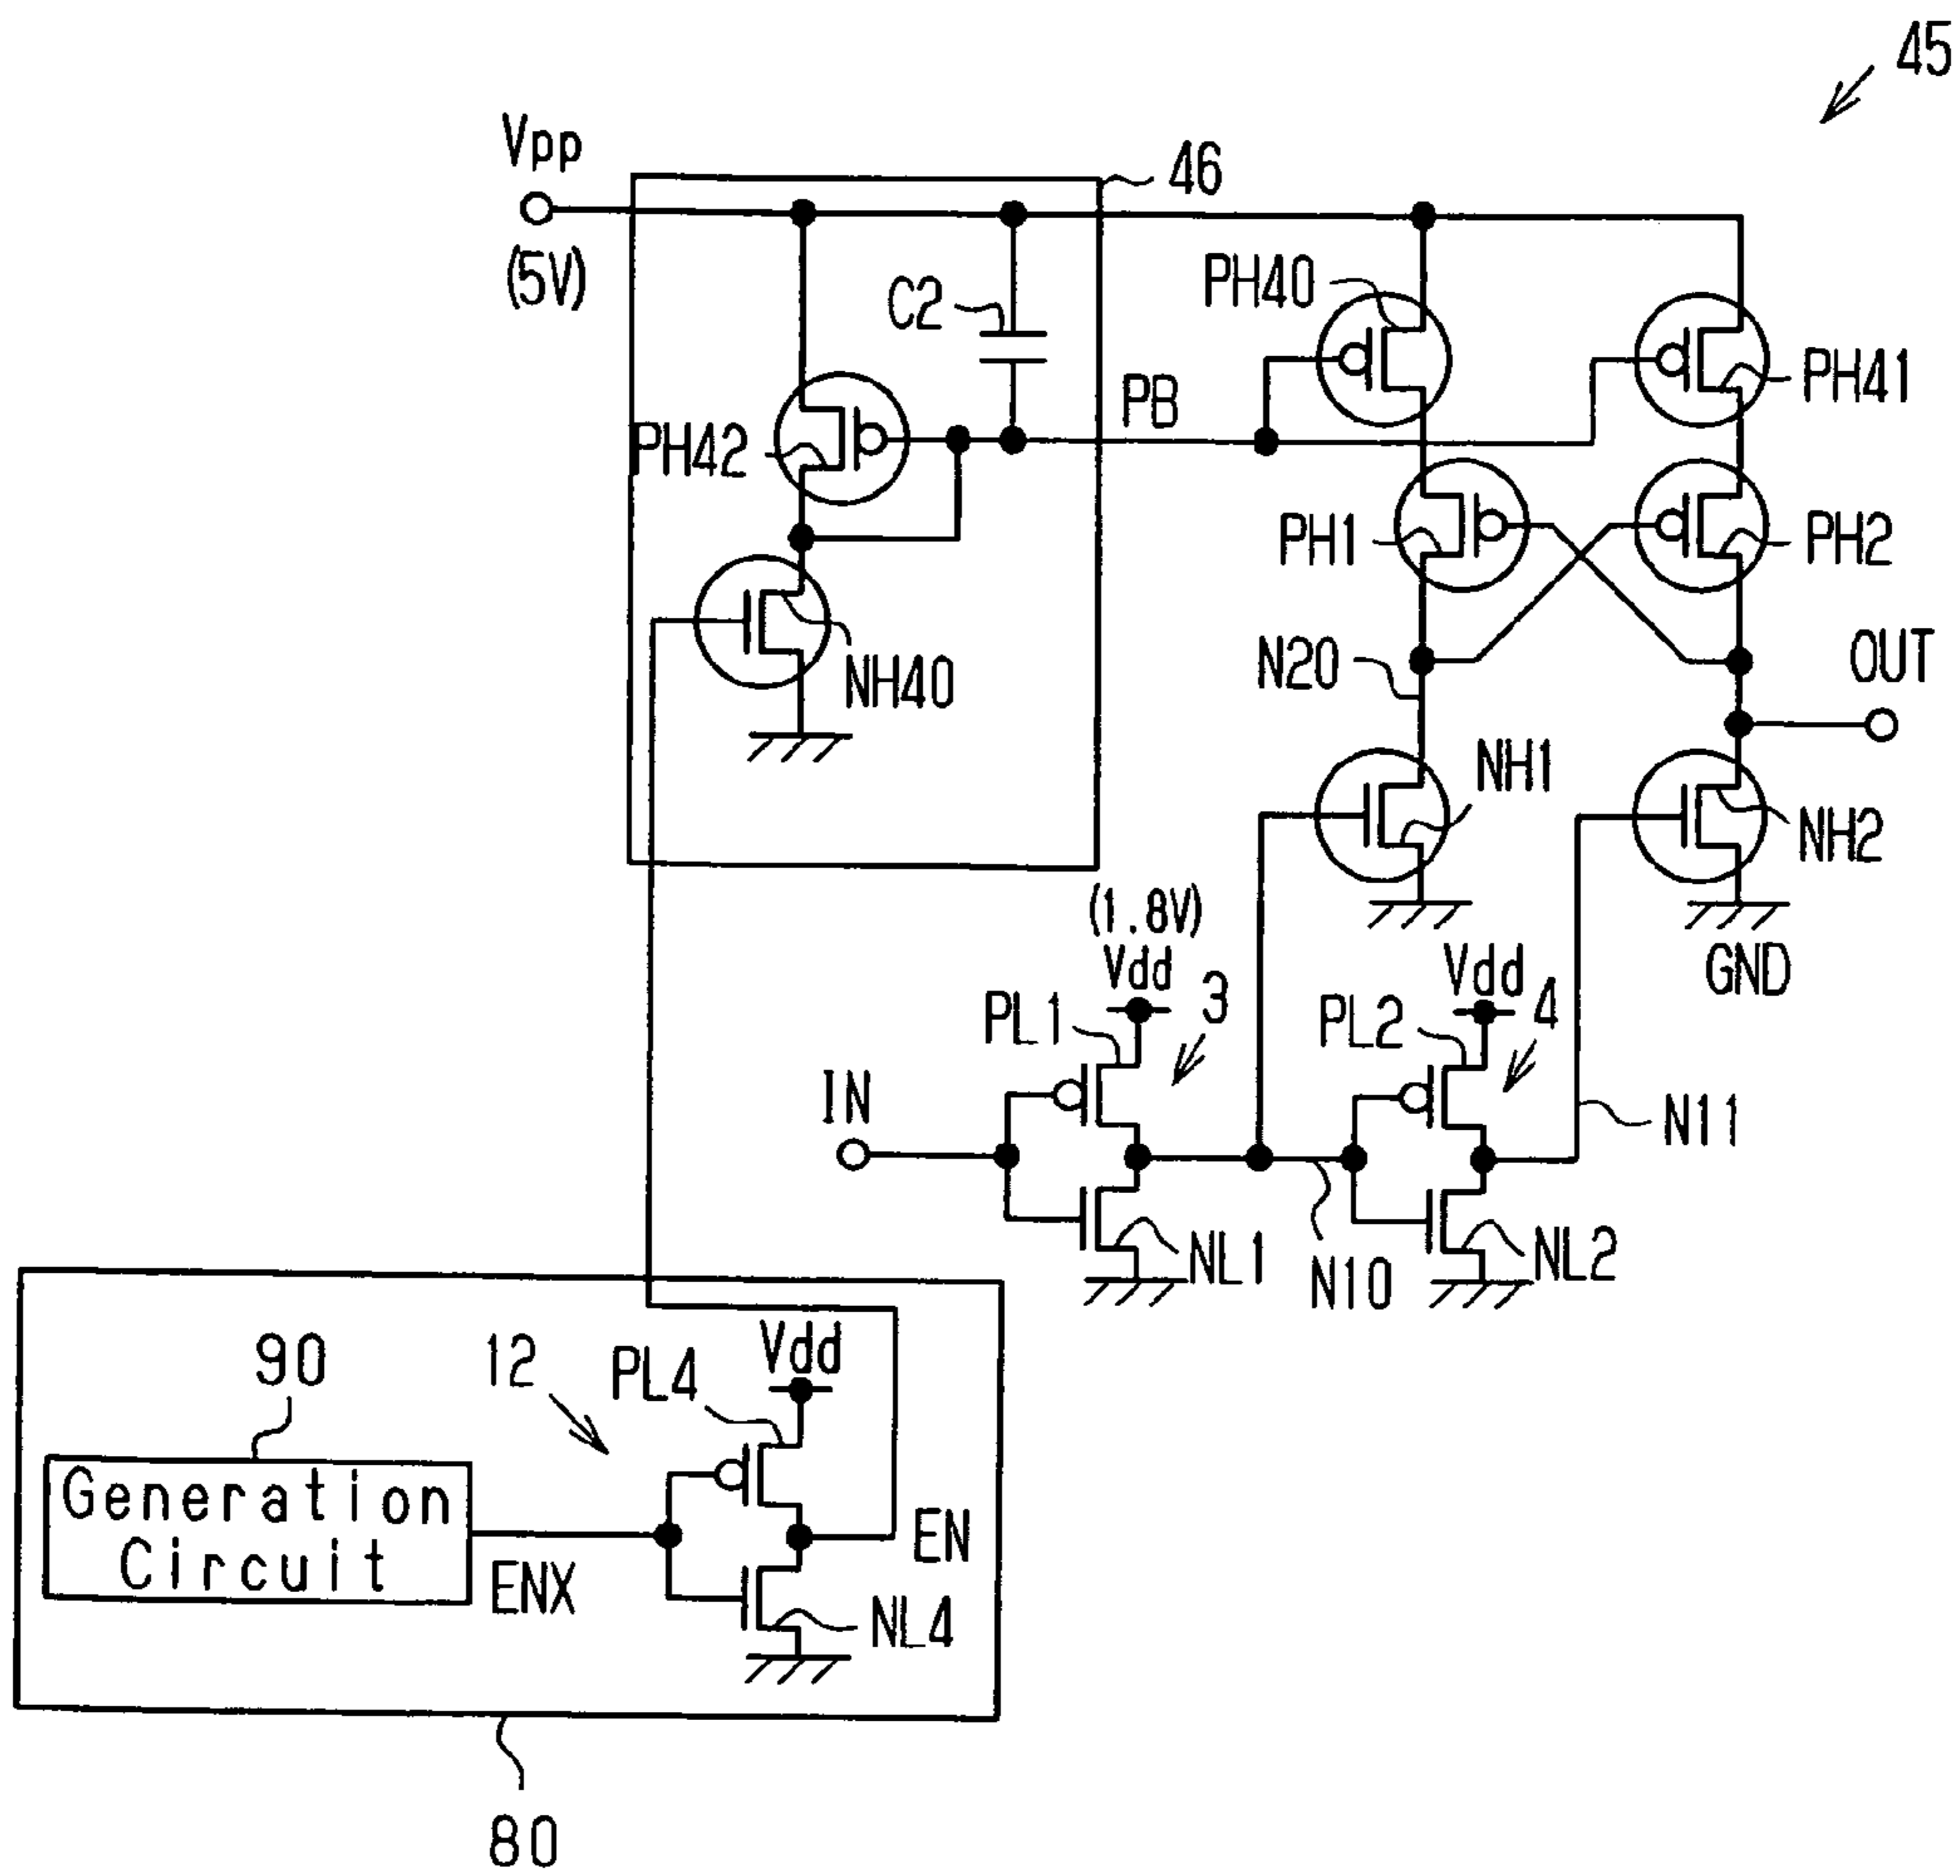 45
Vpp
46
(5V)
C2
PH40
PH41
PB
PH42
PH1
PH2
N20
OUT
NH40
NH1
NH2
(1.8V)
Vdd
Vdd
GND
PL1
3
PL2
4
IN
N11
NL1
N10
NL2
90
12
PL4
Vdd
Generation
Circuit
ENX
EN
NL4
80